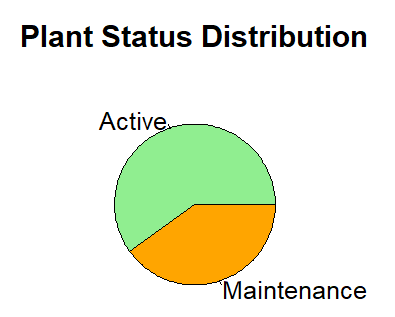 Plant Status Distribution
Active
Maintenance